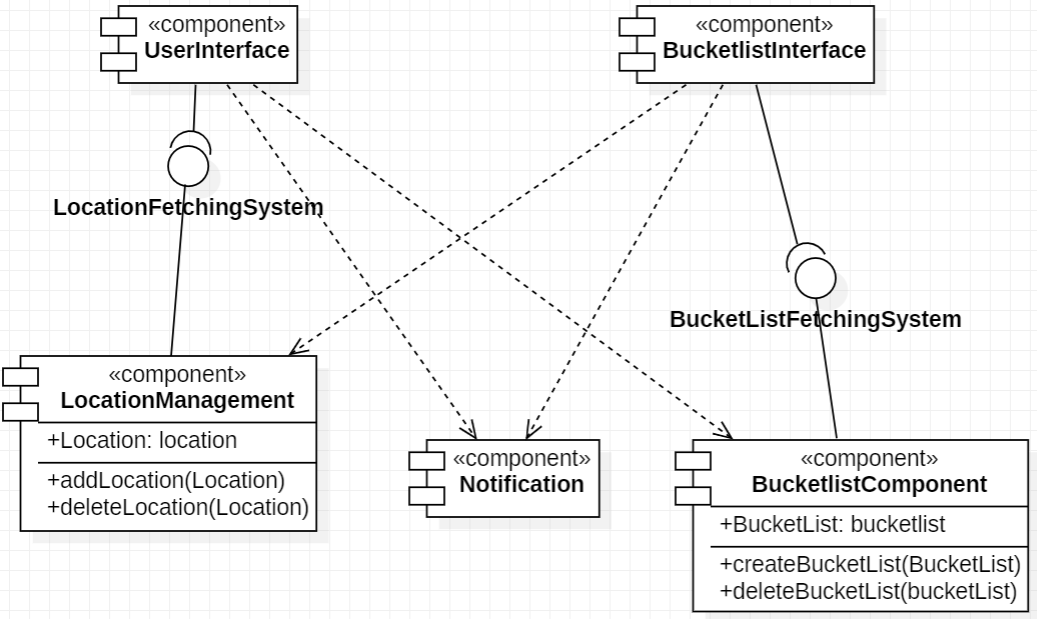 «component»
UserInterface
«component»
BucketlistInterface
LocationFetchingSystem
BucketListFetchingSystem
«component»
LocationManagement
+Location: location
+addLocation(Location)
+deleteLocation(Location)
«component»
Notification
«component»
BucketlistComponent
+BucketList: bucketlist
+createBucketList(BucketList)
+deleteBucketList(bucketList)